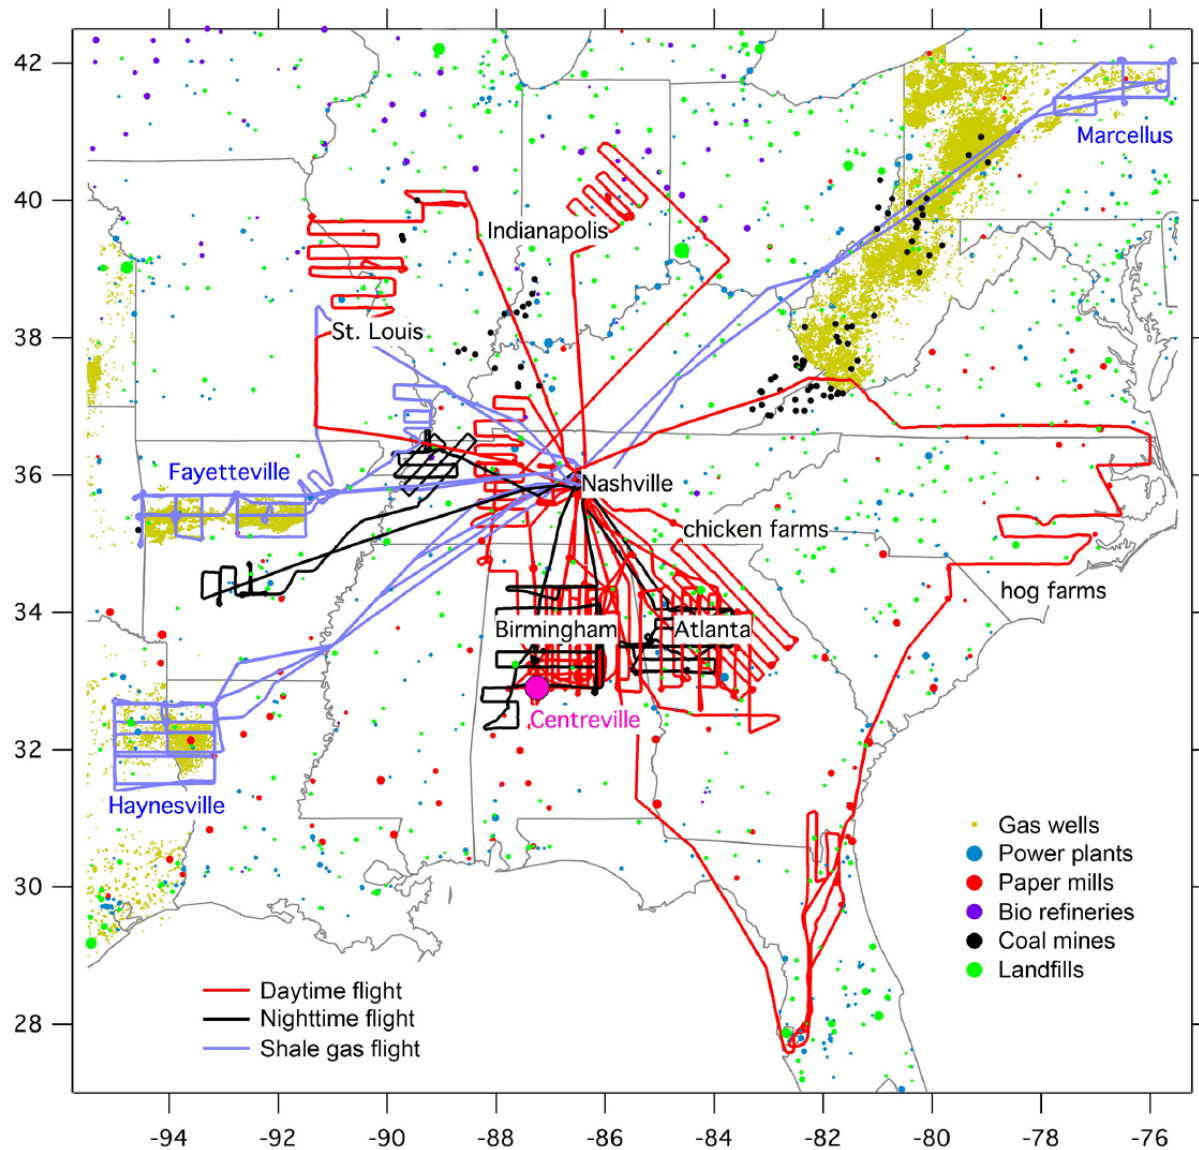 42
40
38
36
34
32
30
28
Marcellus
Indianapolis
St. Louis
Fayetteville
Nashville
chicken farms
hog farms
Birmingham
Atlanta
Centreville
Haynesville
Gas wells
Power plants
Paper mills
Bio refineries
Coal mines
Landfills
Daytime flight
Nighttime flight
Shale gas flight
-94 -92 -90 -88 -86 -84 -82 -80 -78 -76